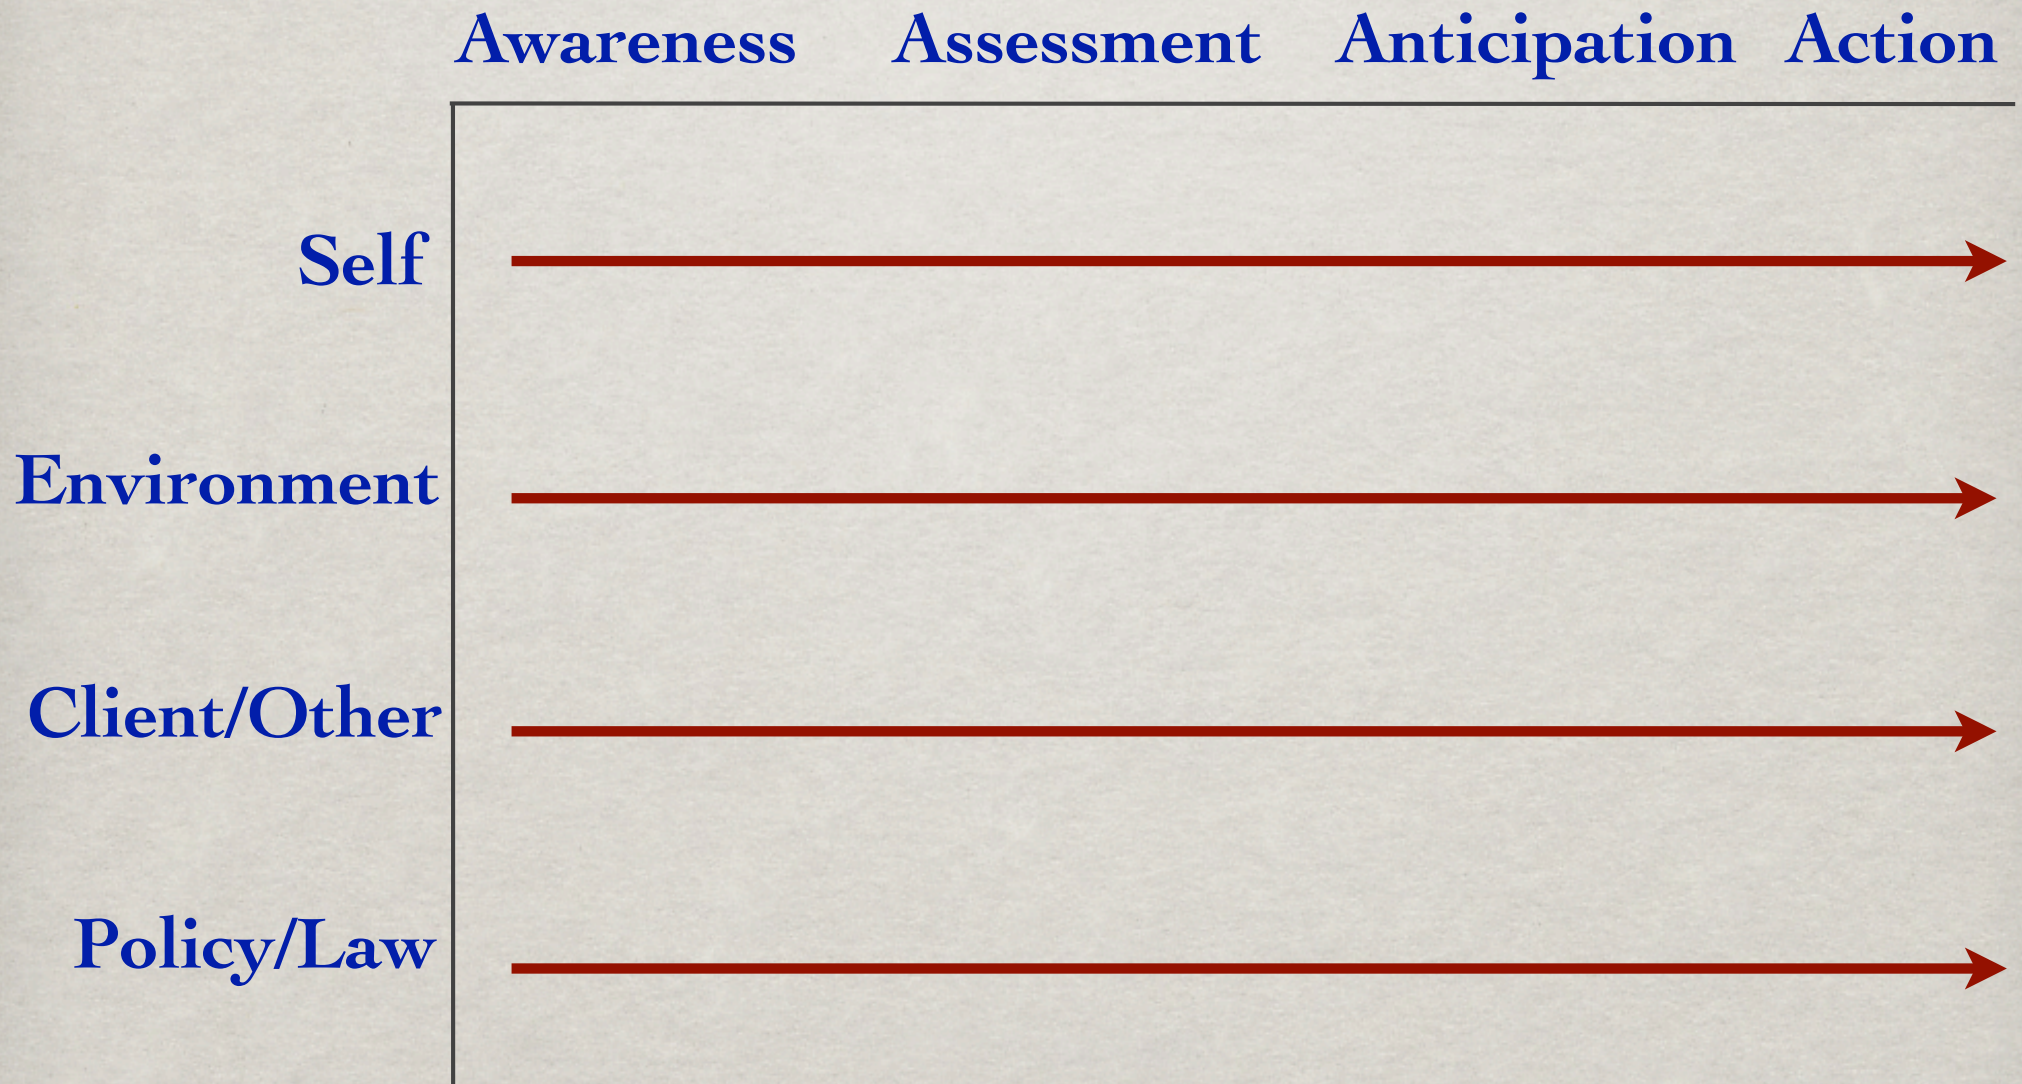 Awareness Assessment Anticipation Action
Self
Environment
Client/Other
Policy/Law